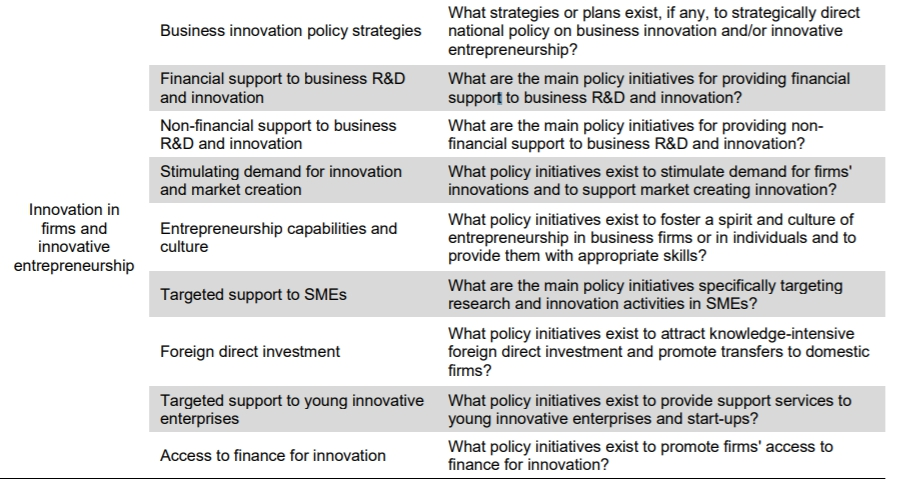 Business innovation policy strategies
What strategies or plans exist, if any, to strategically direct
national policy on business innovation and/or innovative
entrepreneurship?
Financial support to business R&D
and innovation
What are the main policy initiatives for providing financial
support to business R&D and innovation?
Non-financial support to business
R&D and innovation
What are the main policy initiatives for providing non-
financial support to business R&D and innovation?
Stimulating demand for innovation
and market creation
What policy initiatives exist to stimulate demand for firms'
innovations and to support market creating innovation?
Innovation in
firms and
innovative
entrepreneurship
Entrepreneurship capabilities and
culture
What policy initiatives exist to foster a spirit and culture of
entrepreneurship in business firms or in individuals and to
provide them with appropriate skills?
Targeted support to SMEs
What are the main policy initiatives specifically targeting
research and innovation activities in SMEs?
Foreign direct investment
What policy initiatives exist to attract knowledge-intensive
foreign direct investment and promote transfers to domestic
firms?
Targeted support to young innovative
enterprises
What policy initiatives exist to provide support services to
young innovative enterprises and start-ups?
Access to finance for innovation
What policy initiatives exist to promote firms' access to
finance for innovation?